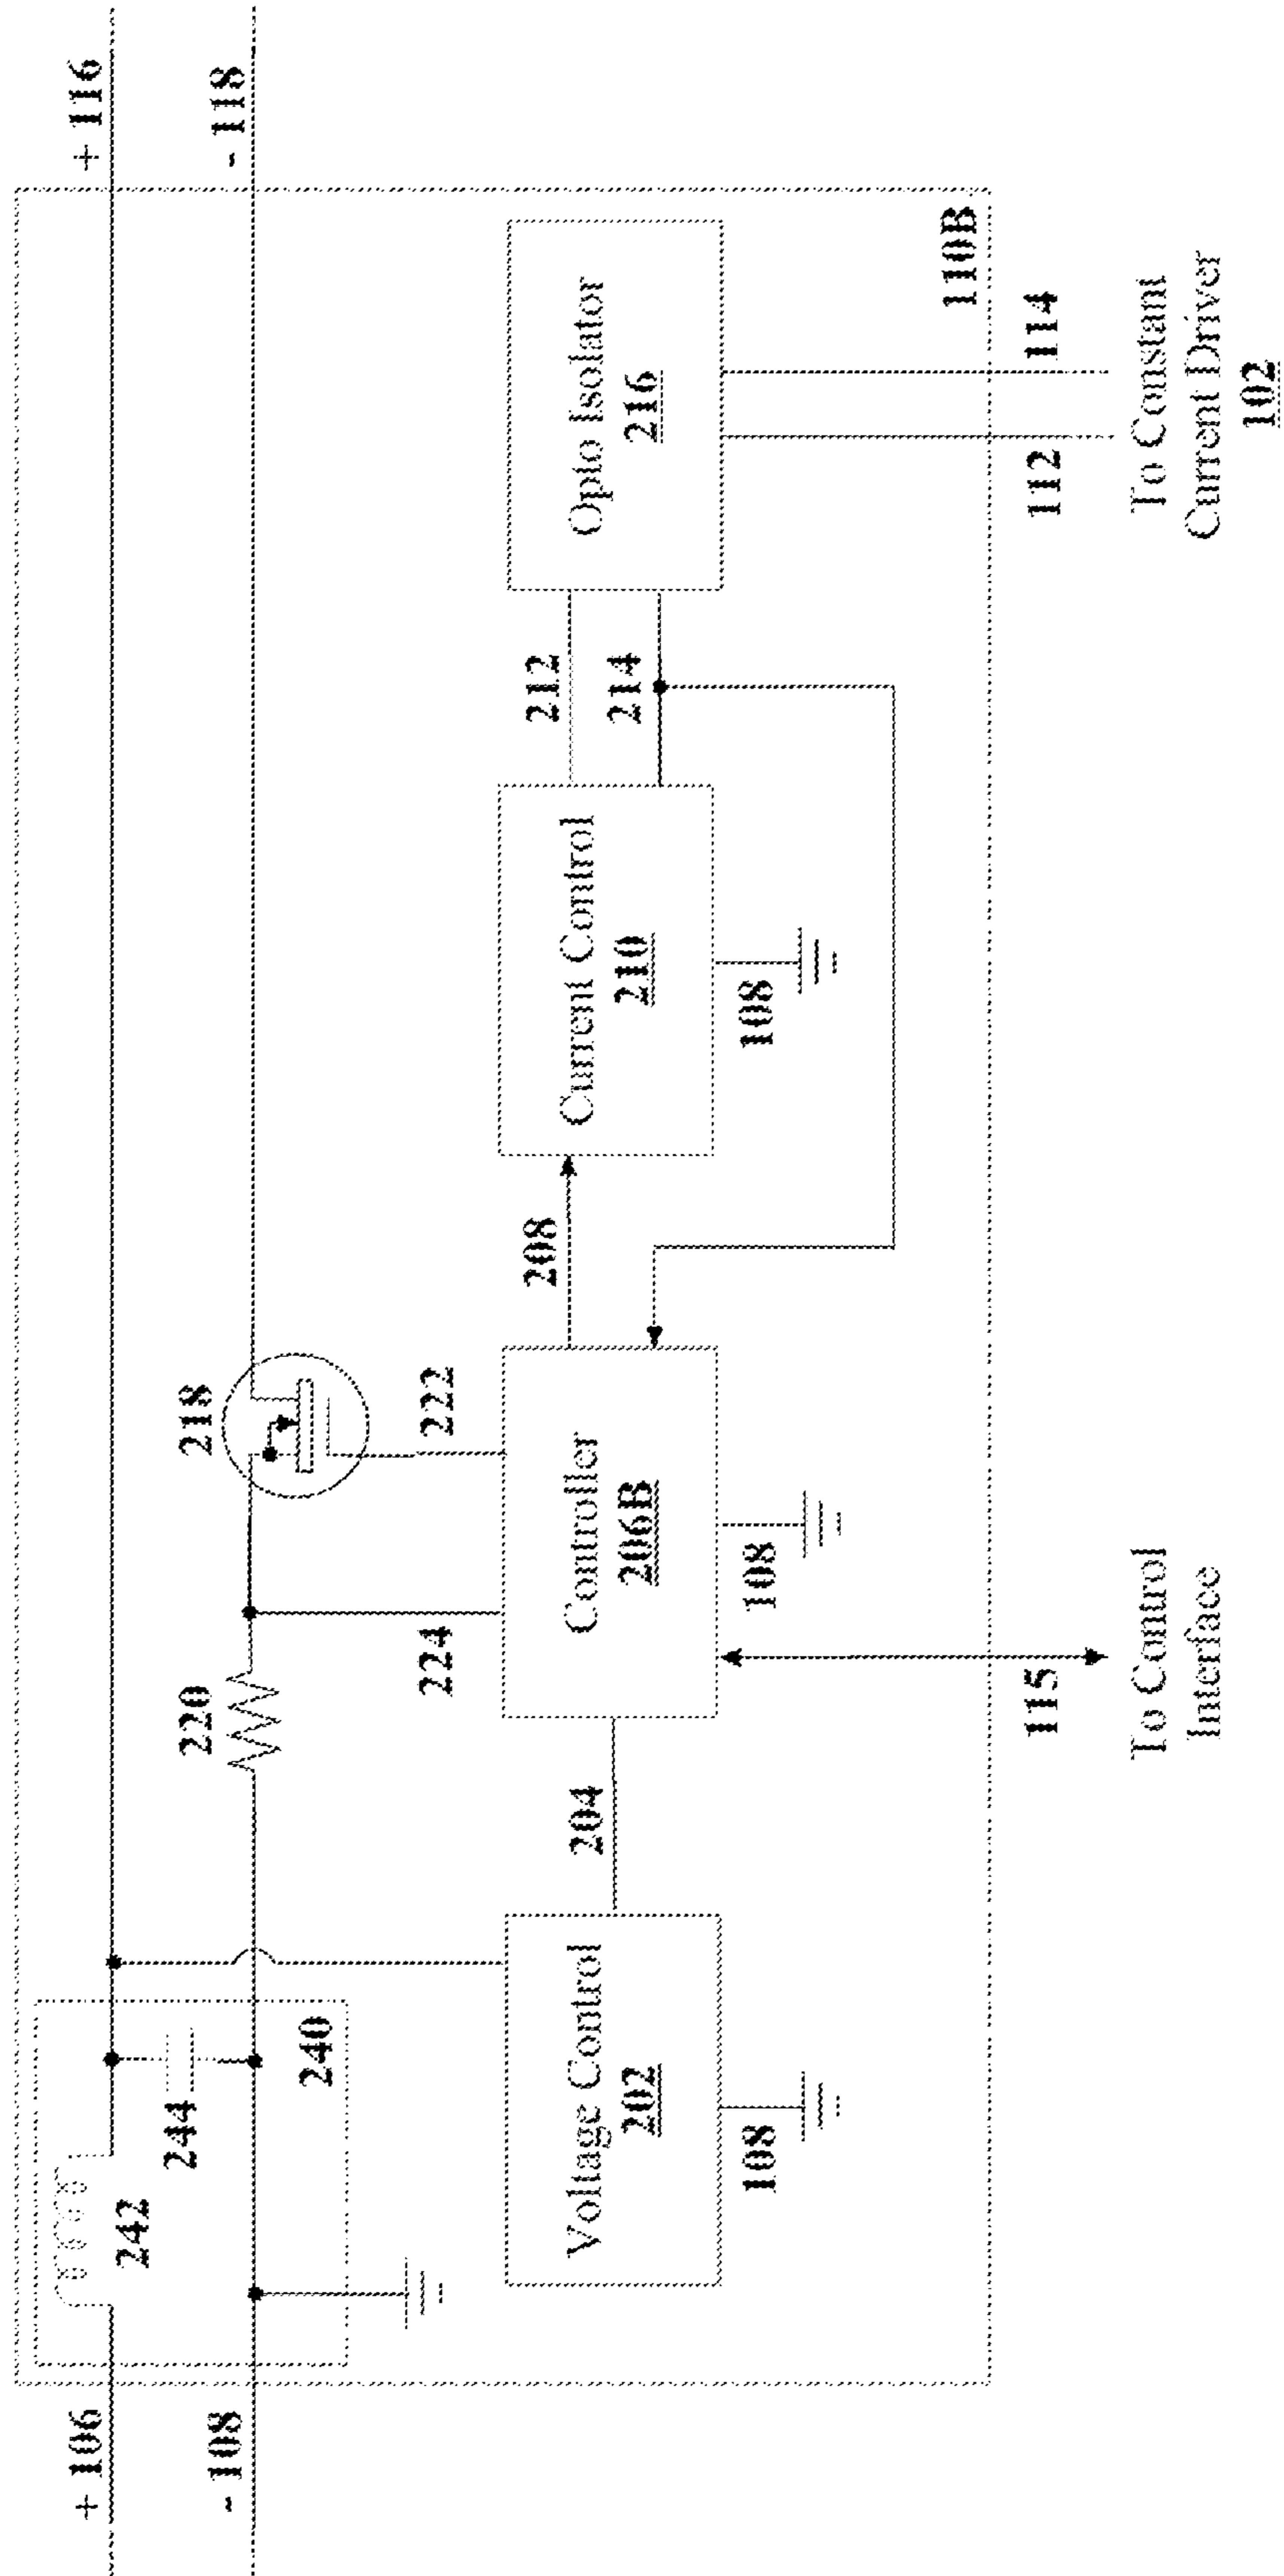 + 106
- 108
242
244
240
+ 116
- 118
220
218
224
222
Voltage Control
202
108
204
Controller
206B
108
208
Current Control
210
108
212
214
Opto Isolator
216
110B
115
To Control
Interface
112
114
To Constant
Current Driver
102